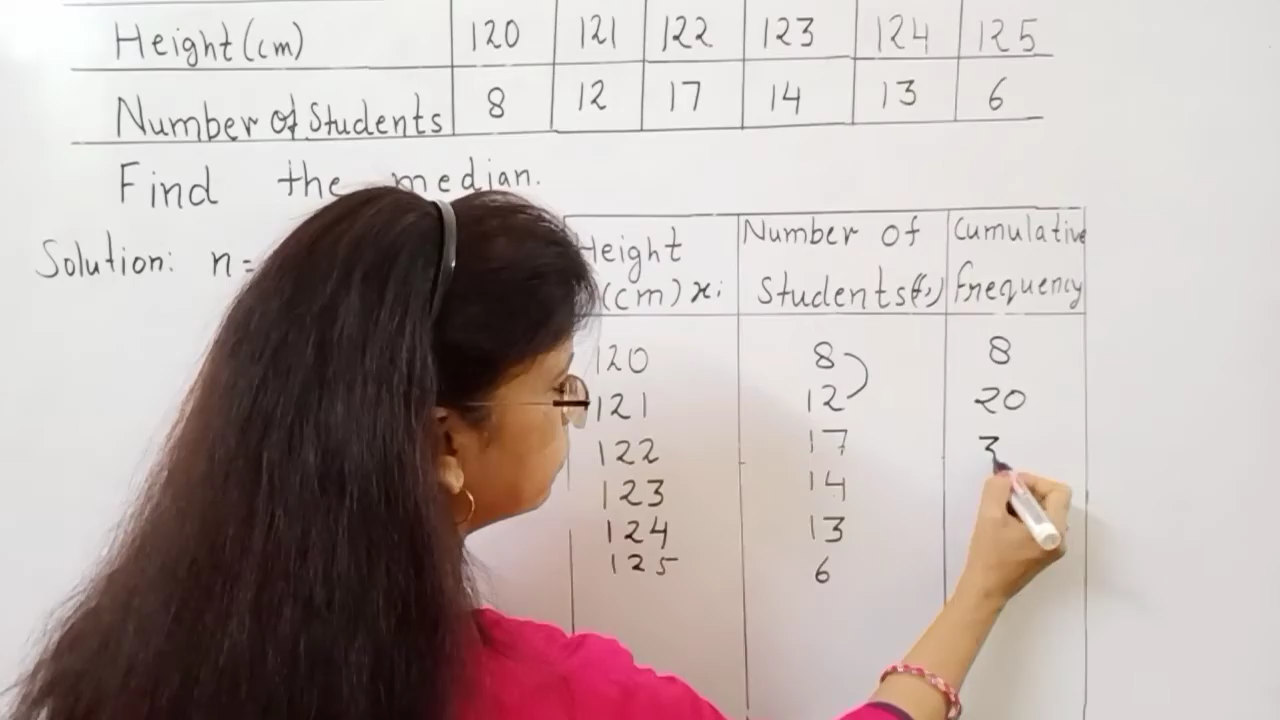 Height (cm) 120 121 122 123 124 125
Number of Students 8 12 17 14 13 6
Find the median.
Solution: n=
Height Number of Cumulative
(cm) xi Students(fi) frequency
120 8 8
121 12 20
122 17 3
123 14
124 13
125 6